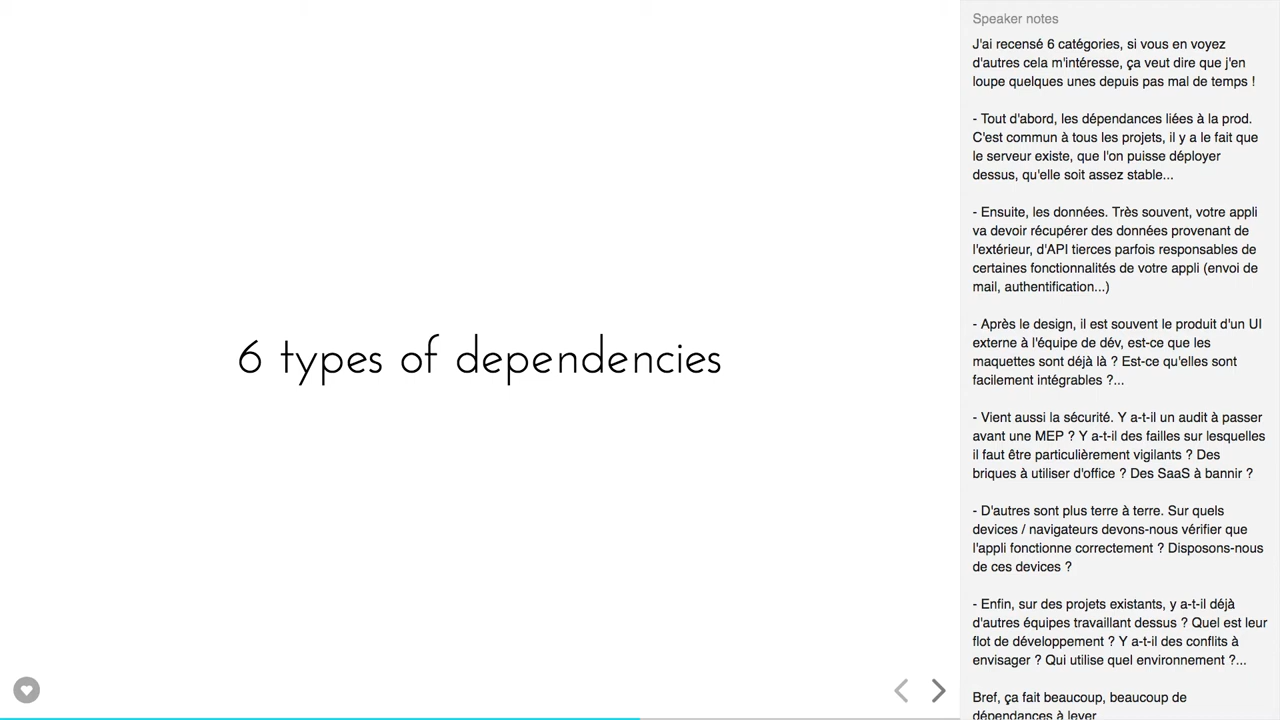 6 types of dependencies
Speaker notes
J'ai recensé 6 catégories, si vous en voyez
d'autres cela m'intéresse, ça veut dire que j'en
loupe quelques unes depuis pas mal de temps !
- Tout d'abord, les dépendances liées à la prod.
C'est commun à tous les projets, il y a le fait que
le serveur existe, que l'on puisse déployer
dessus, qu'elle soit assez stable...
- Ensuite, les données. Très souvent, votre appli
va devoir récupérer des données provenant de
l'extérieur, d'API tierces parfois responsables de
certaines fonctionnalités de votre appli (envoi de
mail, authentification...)
- Après le design, il est souvent le produit d'un UI
externe à l'équipe de dév, est-ce que les
maquettes sont déjà là ? Est-ce qu'elles sont
facilement intégrables ?...
- Vient aussi la sécurité. Y a-t-il un audit à passer
avant une MEP ? Y a-t-il des failles sur lesquelles
il faut être particulièrement vigilants ? Des
briques à utiliser d'office ? Des SaaS à bannir ?
- D'autres sont plus terre à terre. Sur quels
devices / navigateurs devons-nous vérifier que
l'appli fonctionne correctement ? Disposons-nous
de ces devices ?
- Enfin, sur des projets existants, y a-t-il déjà
d'autres équipes travaillant dessus ? Quel est leur
flot de développement ? Y a-t-il des conflits à
envisager ? Qui utilise quel environnement ?...
Bref, ça fait beaucoup, beaucoup de
dépendances à lever